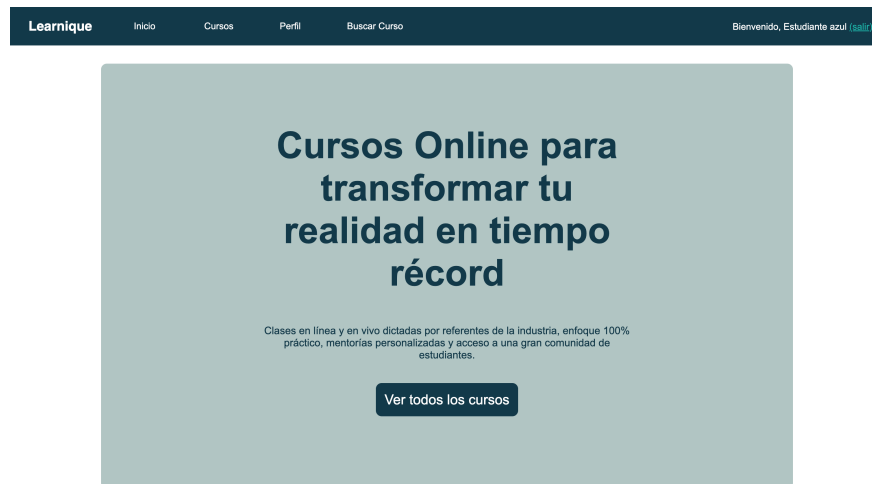 Learnique Inicio Cursos Perfil Buscar Curso Bienvenido, Estudiante azul (salir)
Cursos Online para
transformar tu
realidad en tiempo
récord
Clases en línea y en vivo dictadas por referentes de la industria, enfoque 100%
práctico, mentorías personalizadas y acceso a una gran comunidad de
estudiantes.
Ver todos los cursos